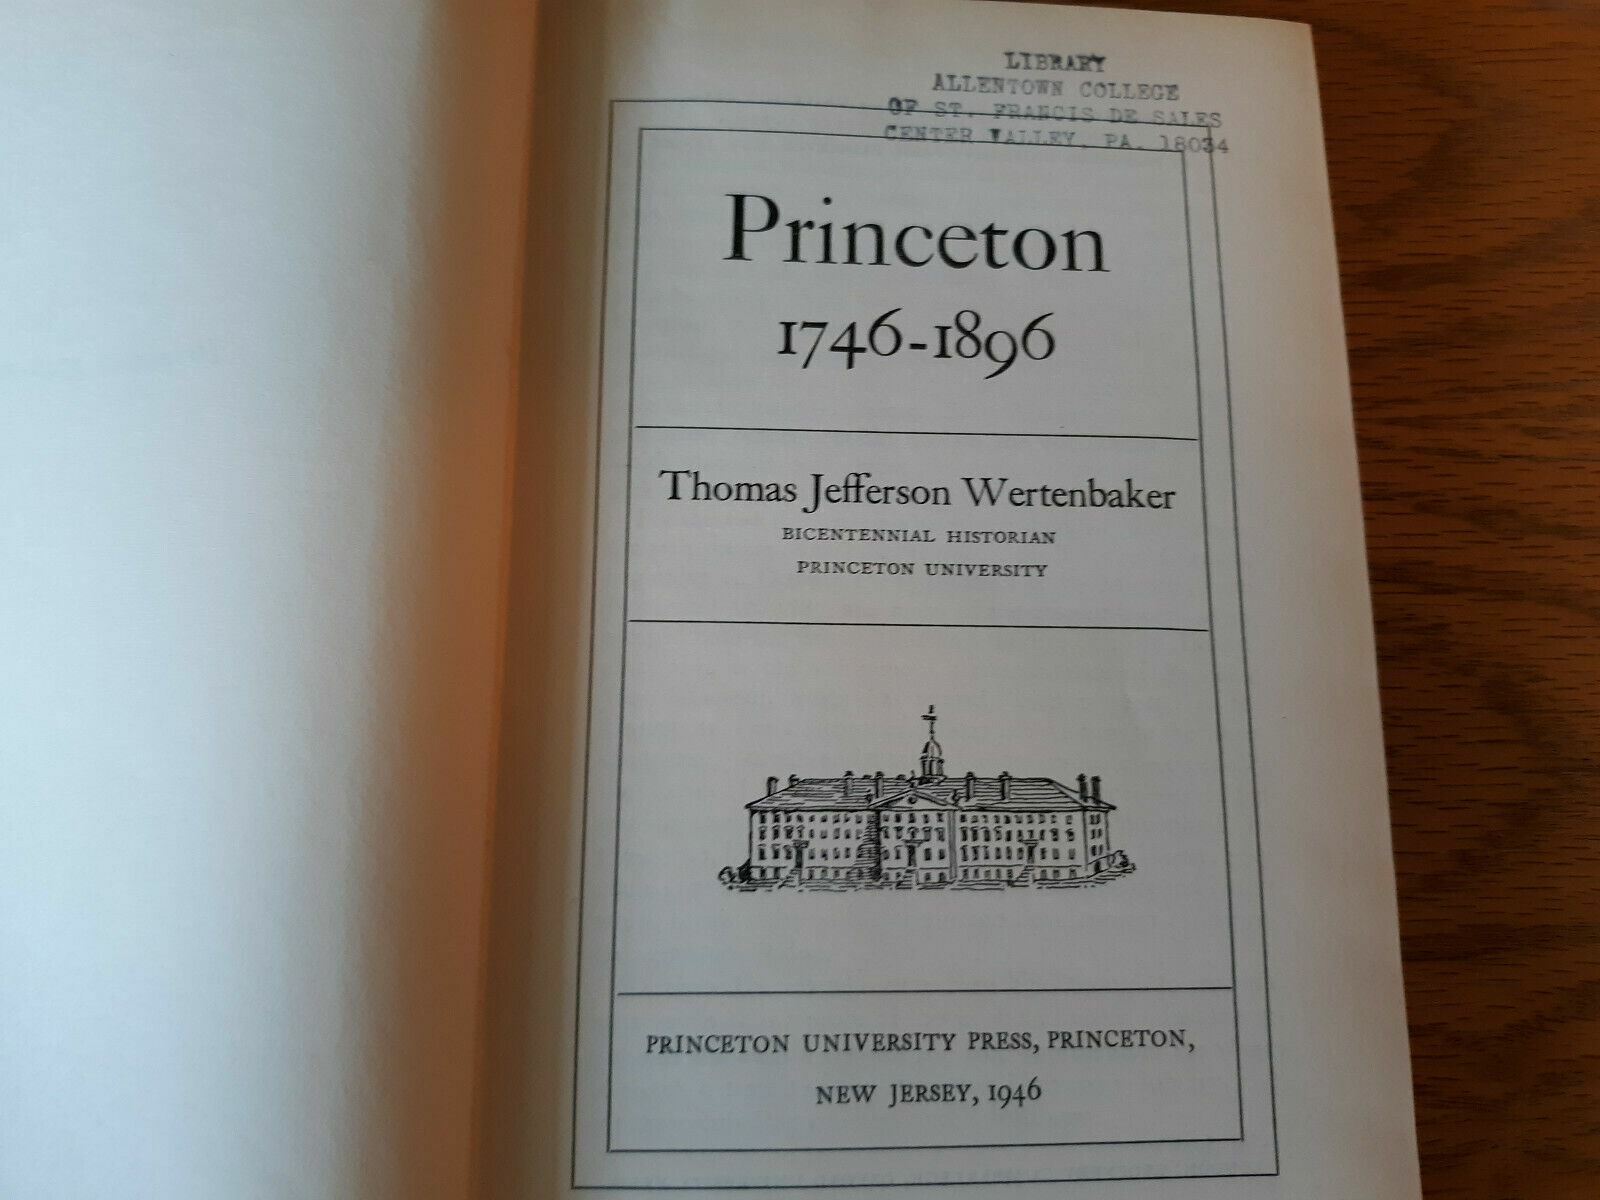 LIBRARY
ALLENTOWN COLLEGE
OF ST. FRANCIS DE SALES
CENTER VALLEY, PA. 18034
Princeton
1746-1896
Thomas Jefferson Wertenbaker
BICENTENNIAL HISTORIAN
PRINCETON UNIVERSITY
PRINCETON UNIVERSITY PRESS, PRINCETON,
NEW JERSEY, 1946